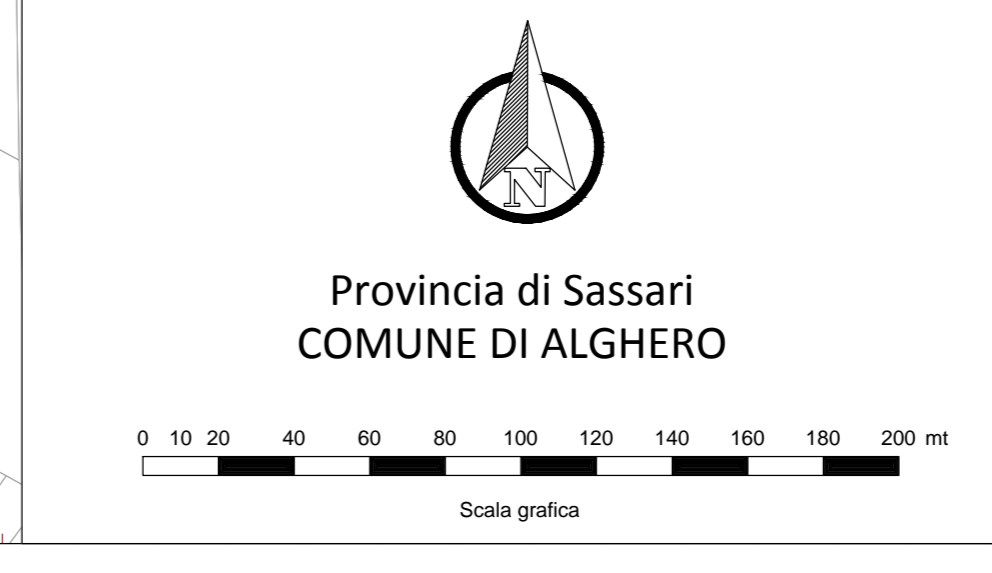 N
Provincia di Sassari
COMUNE DI ALGHERO
0 10 20 40 60 80 100 120 140 160 180 200 mt
Scala grafica